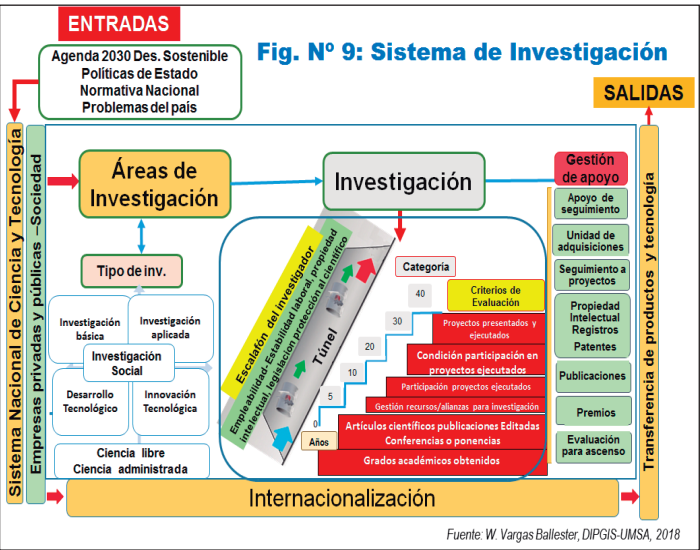 ENTRADAS
Agenda 2030 Des. Sostenible
Políticas de Estado
Normativa Nacional
Problemas del país
Fig. Nº 9: Sistema de Investigación
SALIDAS
Sistema Nacional de Ciencia y Tecnología
Empresas privadas y públicas –Sociedad
Áreas de
Investigación
Investigación
Gestión
de apoyo
Tipo de inv.
Investigación
básica
Investigación
aplicada
Investigación
Social
Desarrollo
Tecnológico
Innovación
Tecnológica
Ciencia libre
Ciencia administrada
Escalafón del investigador
Empleabilidad- Estabilidad laboral, propiedad
intelectual, legislacion protección al científico
Túnel
Categoría
40
30
20
10
5
0
Años
Criterios de
Evaluación
Proyectos presentados y
ejecutados
Condición participación en
proyectos ejecutados
Participación proyectos ejecutados
Gestión recursos/alianzas para investigación
Artículos científicos publicaciones Editadas
Conferencias o ponencias
Grados académicos obtenidos
Apoyo de
seguimiento
Unidad de
adquisiciones
Seguimiento a
proyectos
Propiedad
Intelectual
Registros
Patentes
Publicaciones
Premios
Evaluación
para ascenso
Transferencia de productos y tecnología
Internacionalización
Fuente: W. Vargas Ballester, DIPGIS-UMSA, 2018